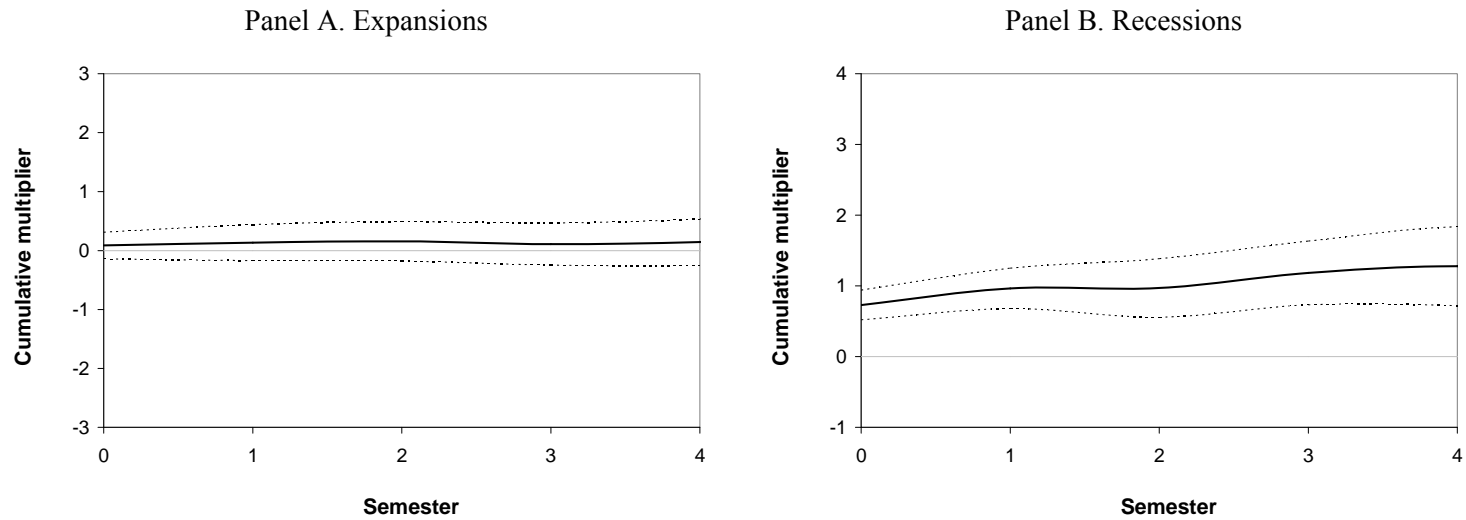 Panel A. Expansions
3
2
1
0
-1
-2
-3
Cumulative multiplier
0 1 2 3 4
Semester
Panel B. Recessions
4
3
2
1
0
-1
Cumulative multiplier
0 1 2 3 4
Semester